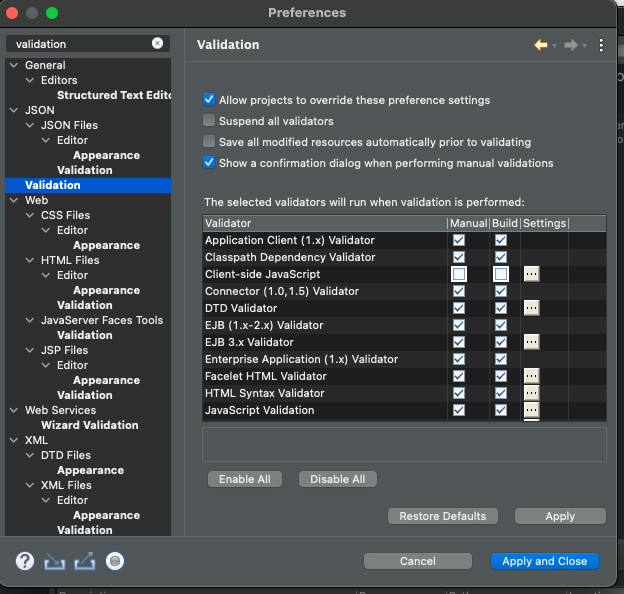 Preferences
validation
Validation
General
Editors
Structured Text Edito
JSON
JSON Files
Editor
Appearance
Validation
Validation
Web
CSS Files
Editor
Appearance
HTML Files
Editor
Appearance
Validation
JavaServer Faces Tools
Validation
JSP Files
Editor
Appearance
Validation
Web Services
Wizard Validation
XML
DTD Files
Appearance
XML Files
Editor
Appearance
Validation
Allow projects to override these preference settings
Suspend all validators
Save all modified resources automatically prior to validating
Show a confirmation dialog when performing manual validations
The selected validators will run when validation is performed:
Validator Manual Build Settings
Application Client (1.x) Validator
Classpath Dependency Validator
Client-side JavaScript ...
Connector (1.0,1.5) Validator
DTD Validator ...
EJB (1.x-2.x) Validator
EJB 3.x Validator ...
Enterprise Application (1.x) Validator
Facelet HTML Validator ...
HTML Syntax Validator ...
JavaScript Validation ...
Enable All Disable All
Restore Defaults Apply
? Cancel Apply and Close